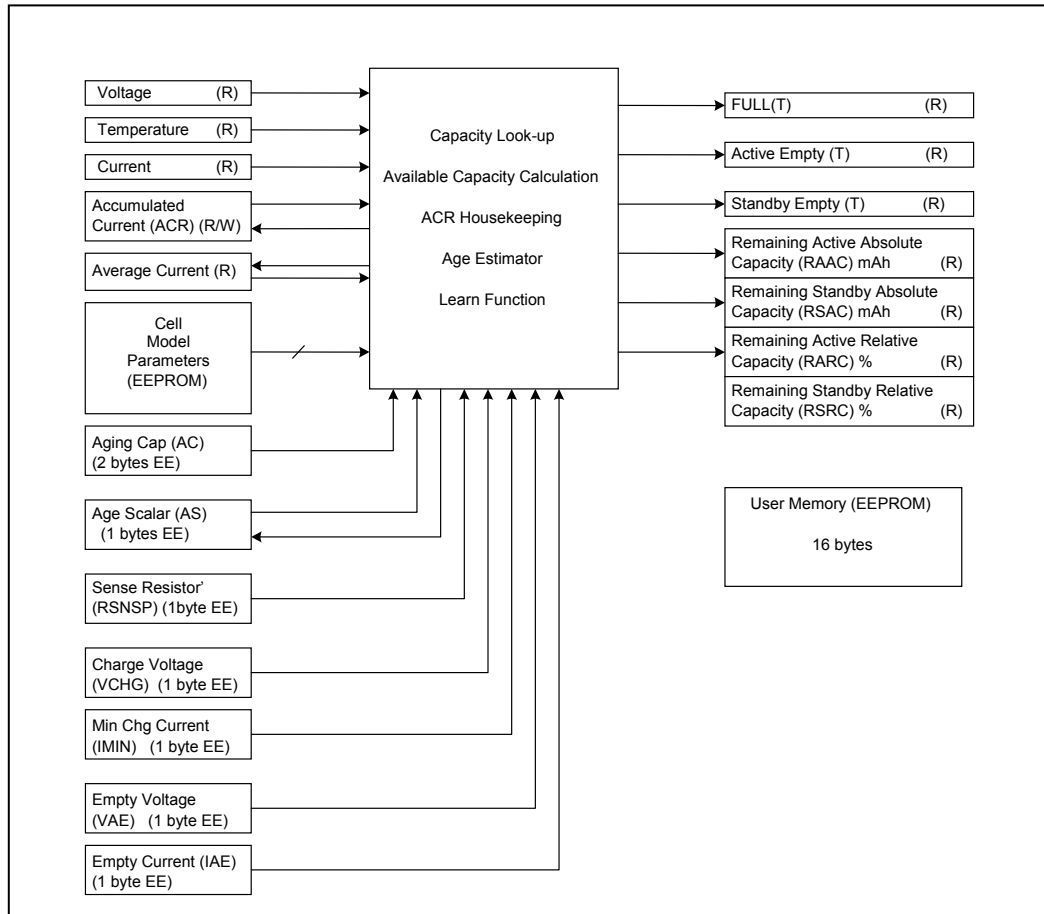 Voltage (R)
Temperature (R)
Current (R)
Accumulated
Current (ACR) (R/W)
Average Current (R)
Cell
Model
Parameters
(EEPROM)
Aging Cap (AC)
(2 bytes EE)
Age Scalar (AS)
(1 bytes EE)
Sense Resistor'
(RSNSP) (1byte EE)
Charge Voltage
(VCHG) (1 byte EE)
Min Chg Current
(IMIN) (1 byte EE)
Empty Voltage
(VAE) (1 byte EE)
Empty Current (IAE)
(1 byte EE)
Capacity Look-up
Available Capacity Calculation
ACR Housekeeping
Age Estimator
Learn Function
FULL(T) (R)
Active Empty (T) (R)
Standby Empty (T) (R)
Remaining Active Absolute
Capacity (RAAC) mAh (R)
Remaining Standby Absolute
Capacity (RSAC) mAh (R)
Remaining Active Relative
Capacity (RARC) % (R)
Remaining Standby Relative
Capacity (RSRC) % (R)
User Memory (EEPROM)
16 bytes